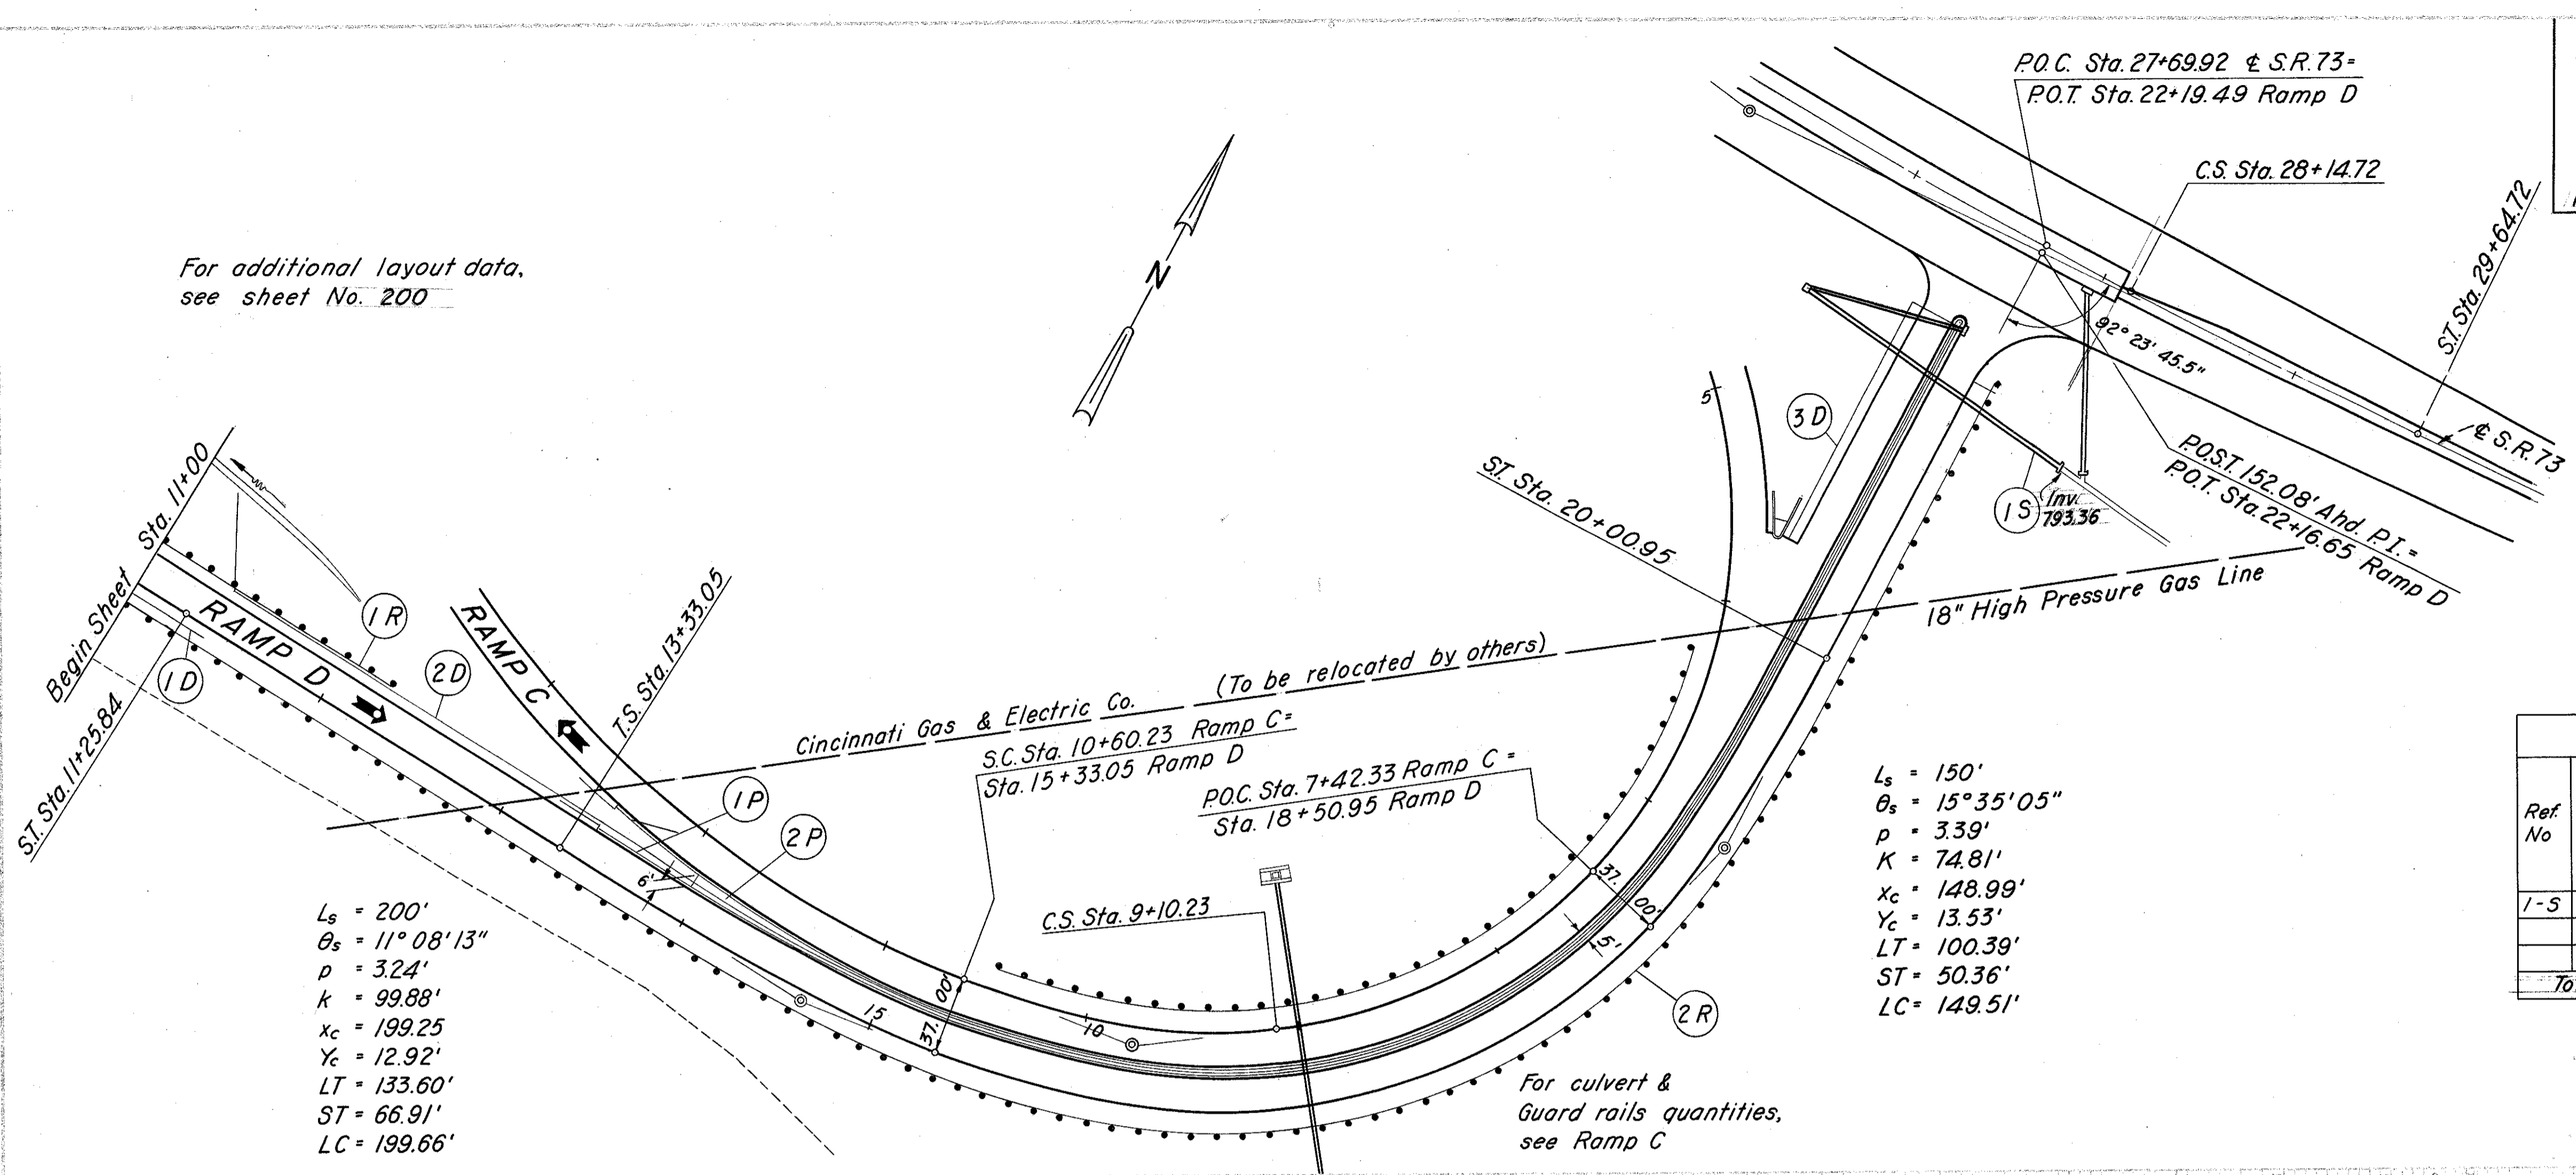 P.O.C. Sta. 27+69.92 ℄ S.R. 73 =
P.O.T. Sta. 22+19.49 Ramp D
C.S. Sta. 28+14.72
S.T. Sta. 29+64.72
For additional layout data,
see sheet No. 200
N
92° 23' 45.5"
℄ S.R. 73
5
3 D
P.O.S.T. 152.08' Ahd. P.I. =
P.O.T. Sta. 22+16.65 Ramp D
1 S
Inv.
793.36
S.T. Sta. 20+00.95
18" High Pressure Gas Line
Begin Sheet Sta. 11+00
1 R
RAMP D
1 D
2 D
RAMP C
T.S. Sta. 13+33.05
S.T. Sta. 11+25.84
Cincinnati Gas & Electric Co. (To be relocated by others)
S.C. Sta. 10+60.23 Ramp C =
Sta. 15+33.05 Ramp D
P.O.C. Sta. 7+42.33 Ramp C =
Sta. 18+50.95 Ramp D
1 P
2 P
6'
C.S. Sta. 9+10.23
37.00'
37.00'
5'
15
10
2 R
Ls = 200'
θs = 11° 08' 13"
p = 3.24'
k = 99.88'
xc = 199.25
Yc = 12.92'
LT = 133.60'
ST = 66.91'
LC = 199.66'
Ls = 150'
θs = 15° 35' 05"
p = 3.39'
K = 74.81'
xc = 148.99'
Yc = 13.53'
LT = 100.39'
ST = 50.36'
LC = 149.51'
For culvert &
Guard rails quantities,
see Ramp C
Ref.
No
1-S